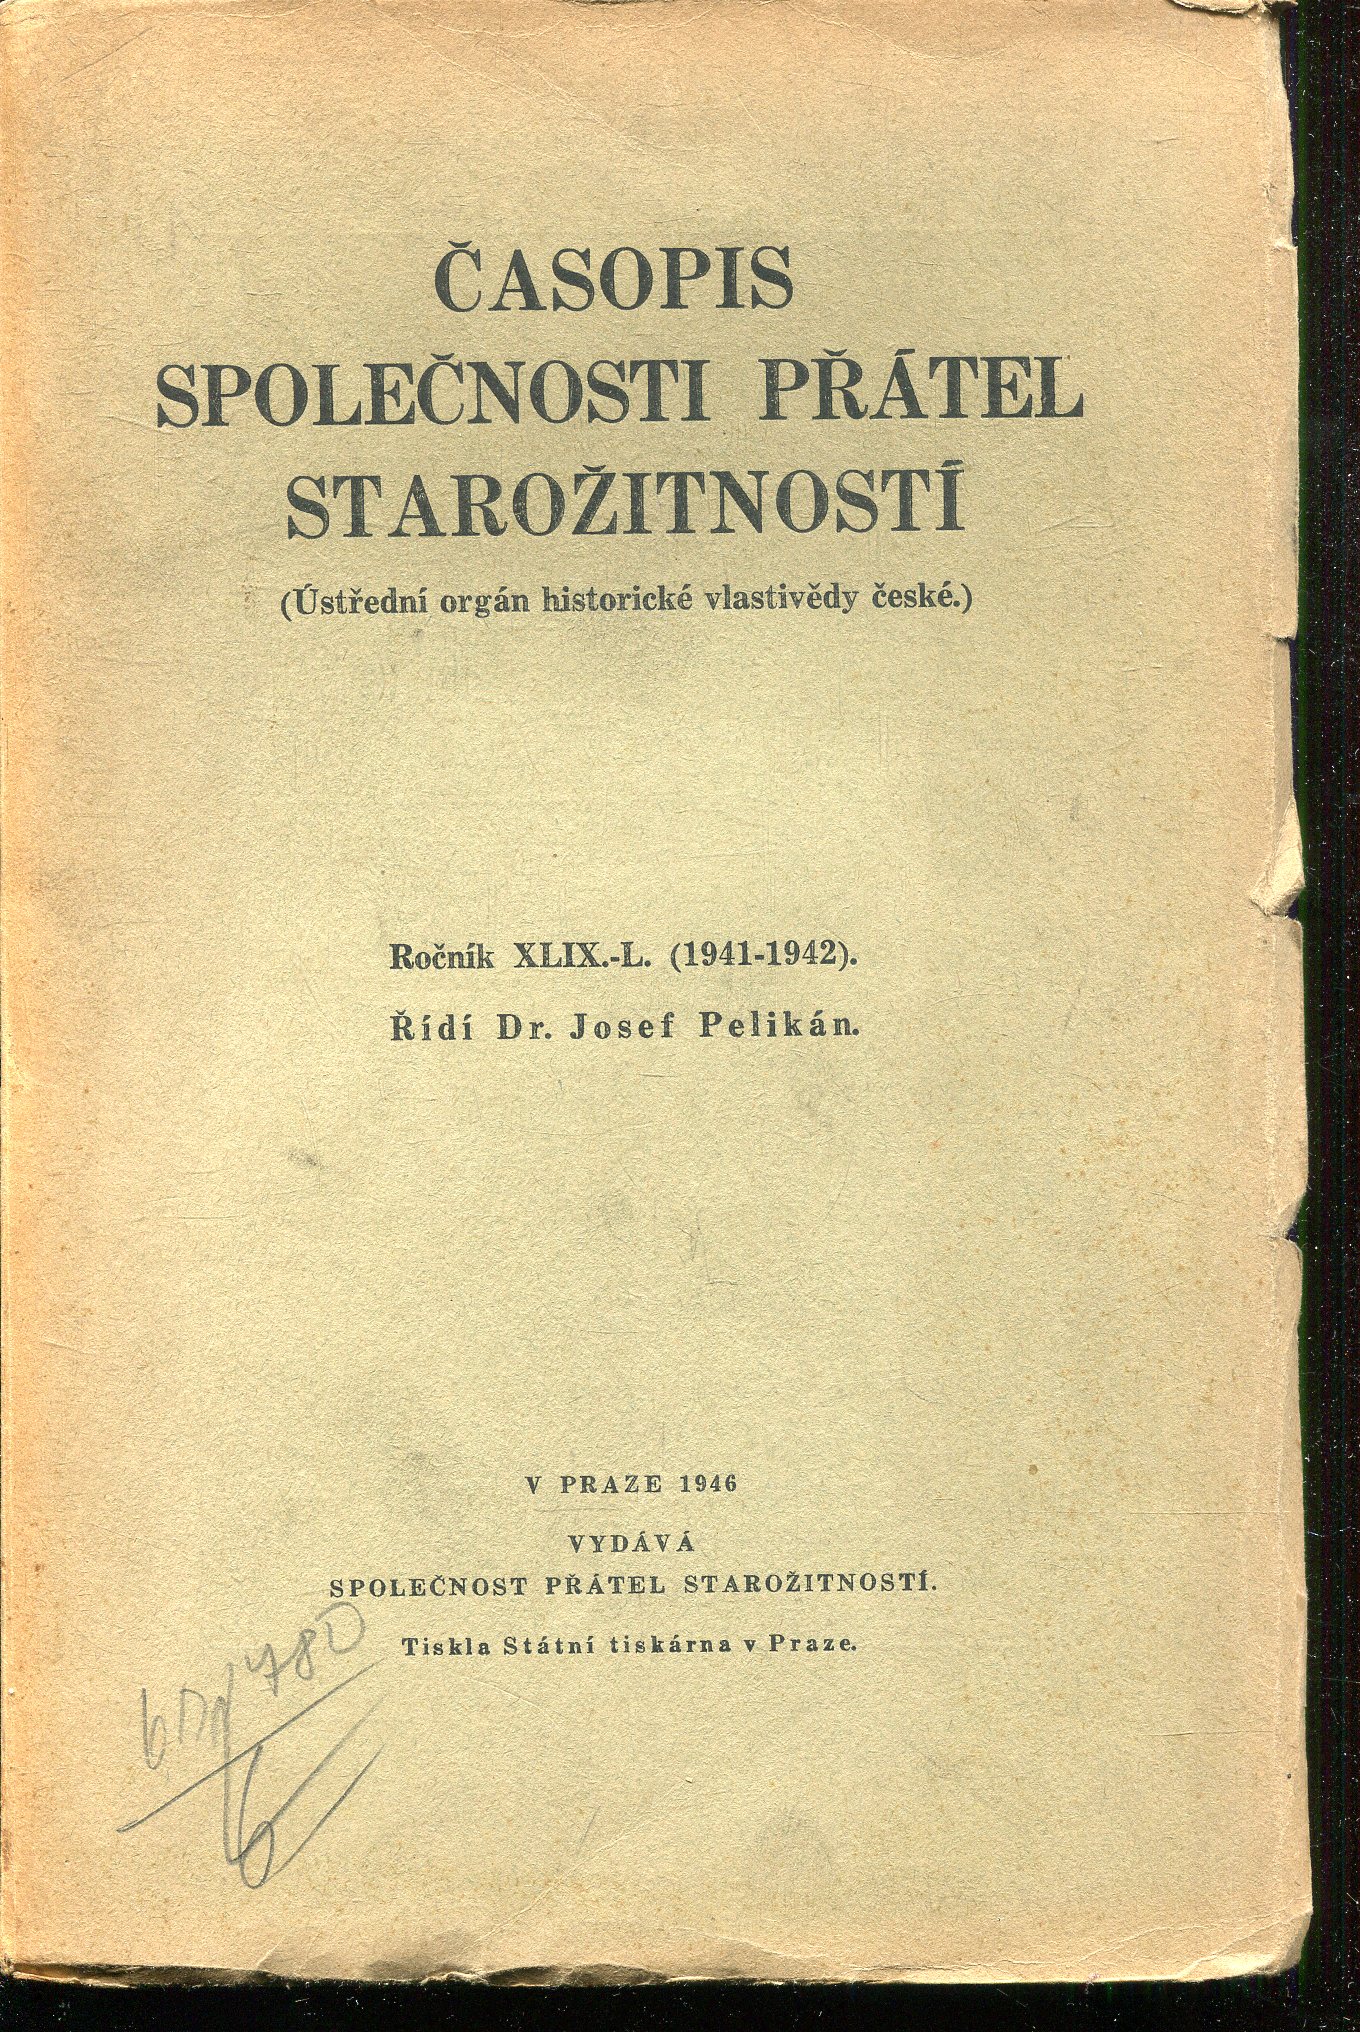 ČASOPIS
SPOLEČNOSTI PŘÁTEL
STAROŽITNOSTÍ
(Ústřední orgán historické vlastivědy české.)
Ročník XLIX.-L. (1941-1942).
Řídí Dr. Josef Pelikán.
V PRAZE 1946
VYDÁVÁ
SPOLEČNOST PŘÁTEL STAROŽITNOSTÍ.
Tiskla Státní tiskárna v Praze.